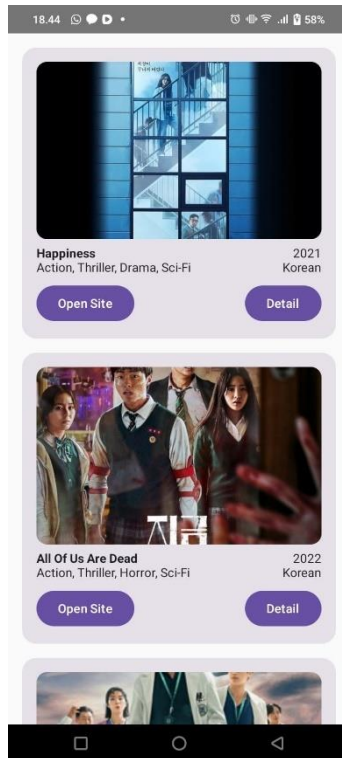 18.44
58%
Happiness 2021
Action, Thriller, Drama, Sci-Fi Korean
Open Site Detail
지금
All Of Us Are Dead 2022
Action, Thriller, Horror, Sci-Fi Korean
Open Site Detail